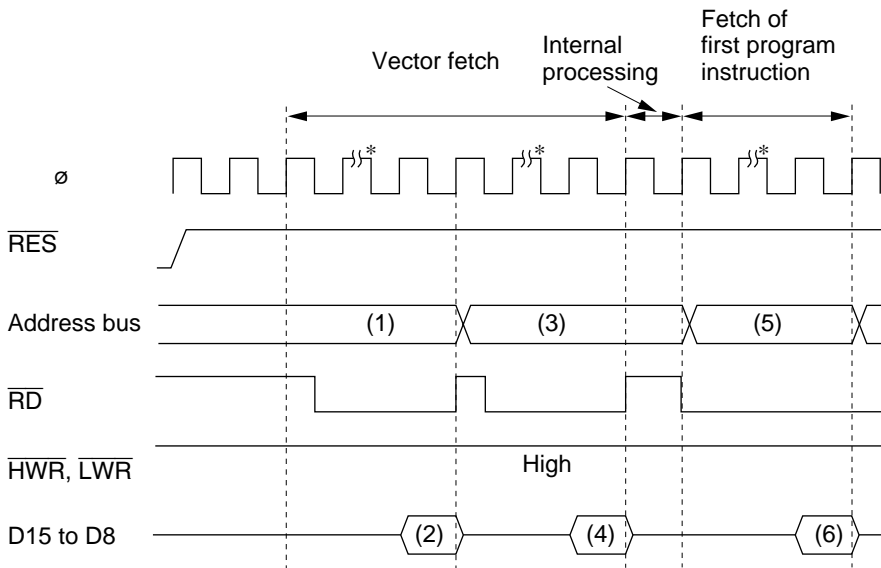 Vector fetch
Internal
processing
Fetch of
first program
instruction
ø
* * *
RES
Address bus
(1) (3) (5)
RD
HWR, LWR
High
D15 to D8
(2) (4) (6)